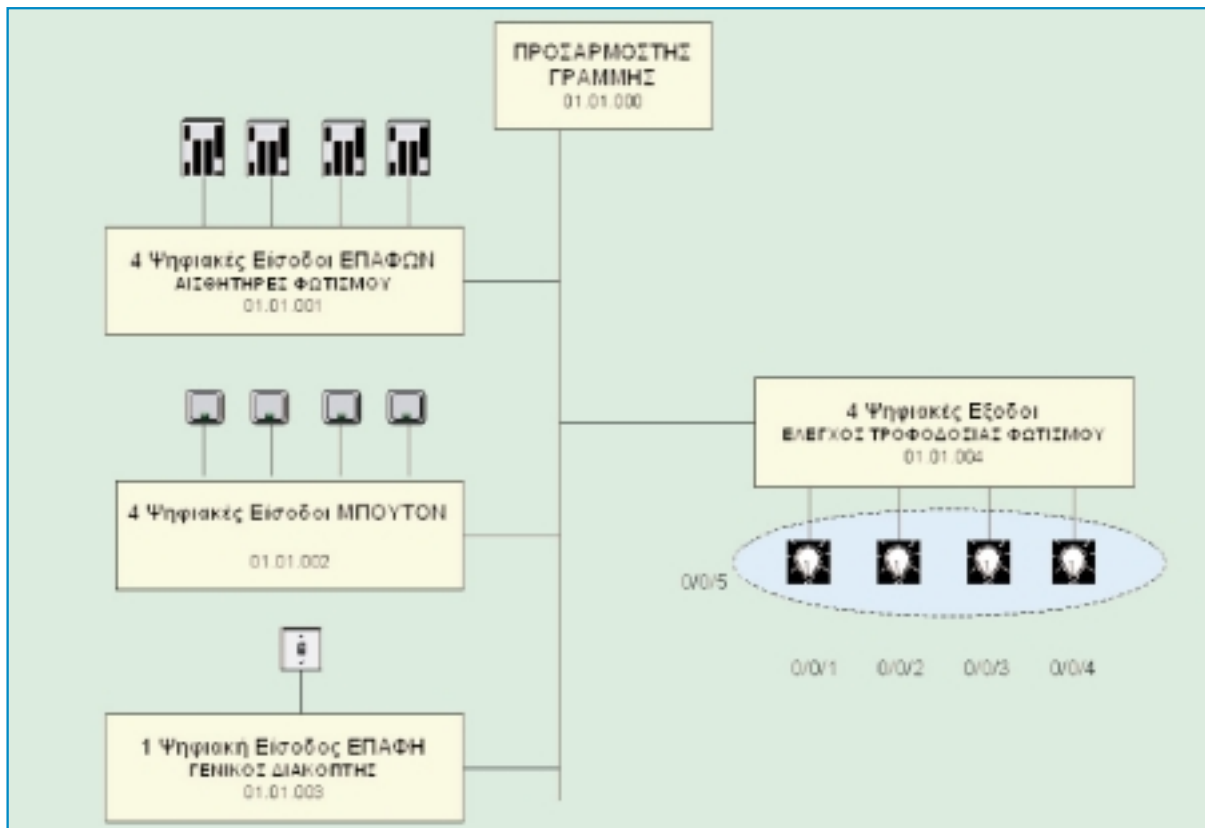 ΠΡΟΣΑΡΜΟΣΤΗΣ
ΓΡΑΜΜΗΣ
01.01.000
4 Ψηφιακές Είσοδοι ΕΠΑΦΩΝ
ΑΙΣΘΗΤΗΡΕΣ ΦΩΤΙΣΜΟΥ
01.01.001
4 Ψηφιακές Είσοδοι ΜΠΟΥΤΟΝ
01.01.002
1 Ψηφιακή Είσοδος ΕΠΑΦΗ
ΓΕΝΙΚΟΣ ΔΙΑΚΟΠΤΗΣ
01.01.003
4 Ψηφιακές Εξοδοι
ΕΛΕΓΧΟΣ ΤΡΟΦΟΔΟΣΙΑΣ ΦΩΤΙΣΜΟΥ
01.01.004
0/0/5
0/0/1 0/0/2 0/0/3 0/0/4